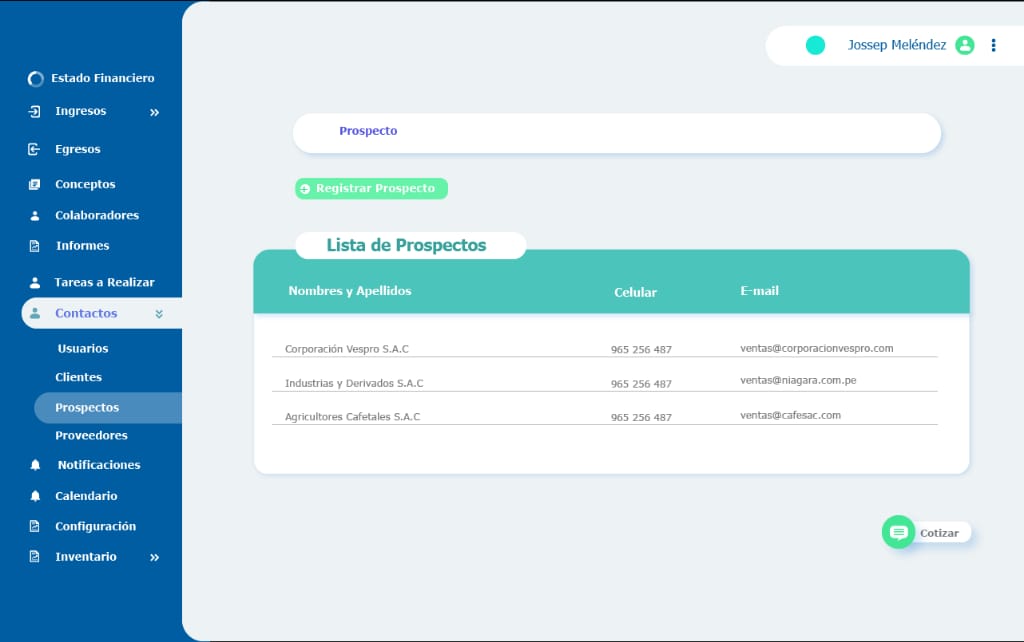 Jossep Meléndez
Estado Financiero
Ingresos
Egresos
Conceptos
Colaboradores
Informes
Tareas a Realizar
Contactos
Usuarios
Clientes
Prospectos
Proveedores
Notificaciones
Calendario
Configuración
Inventario
Prospecto
Registrar Prospecto
Lista de Prospectos
Nombres y Apellidos Celular E-mail
Corporación Vespro S.A.C 965 256 487 ventas@corporacionvespro.com
Industrias y Derivados S.A.C 965 256 487 ventas@niagara.com.pe
Agricultores Cafetales S.A.C 965 256 487 ventas@cafesac.com
Cotizar